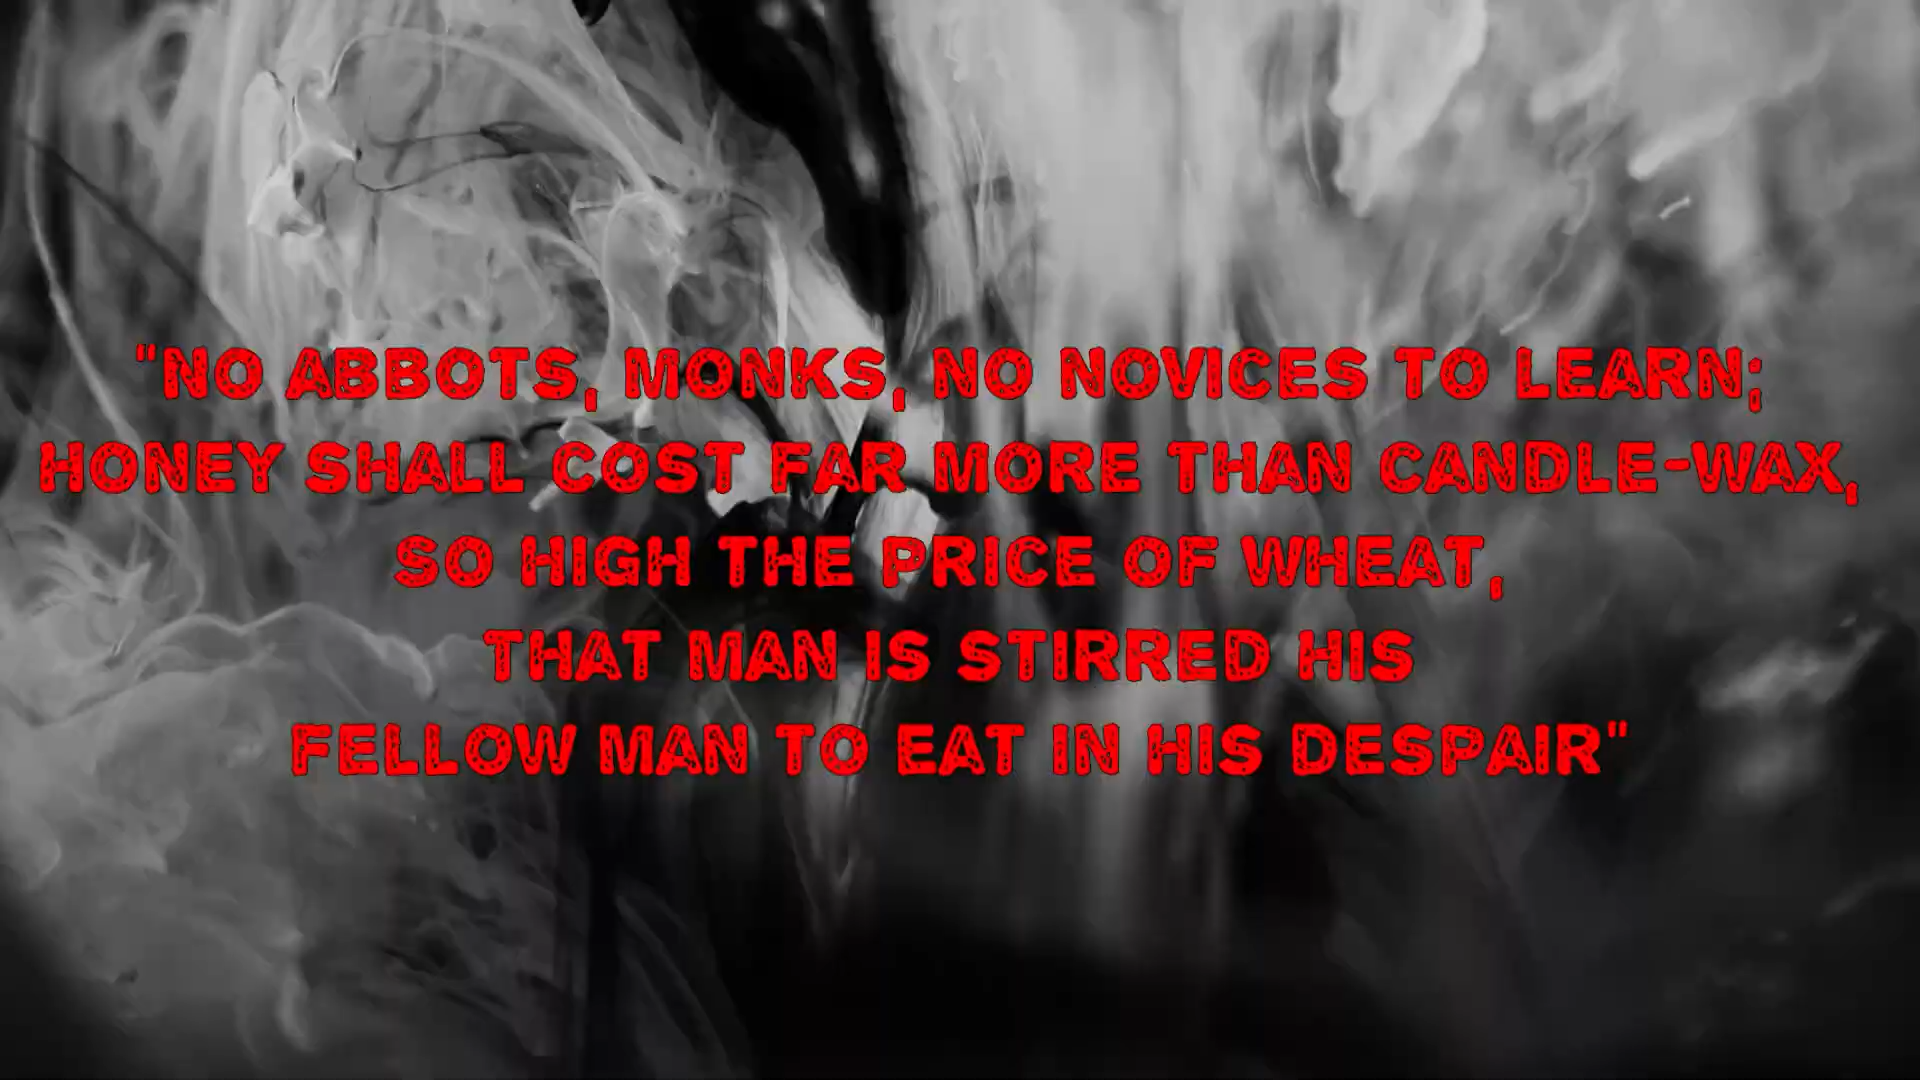 "NO ABBOTS, MONKS, NO NOVICES TO LEARN;
HONEY SHALL COST FAR MORE THAN CANDLE-WAX,
SO HIGH THE PRICE OF WHEAT,
THAT MAN IS STIRRED HIS
FELLOW MAN TO EAT IN HIS DESPAIR"